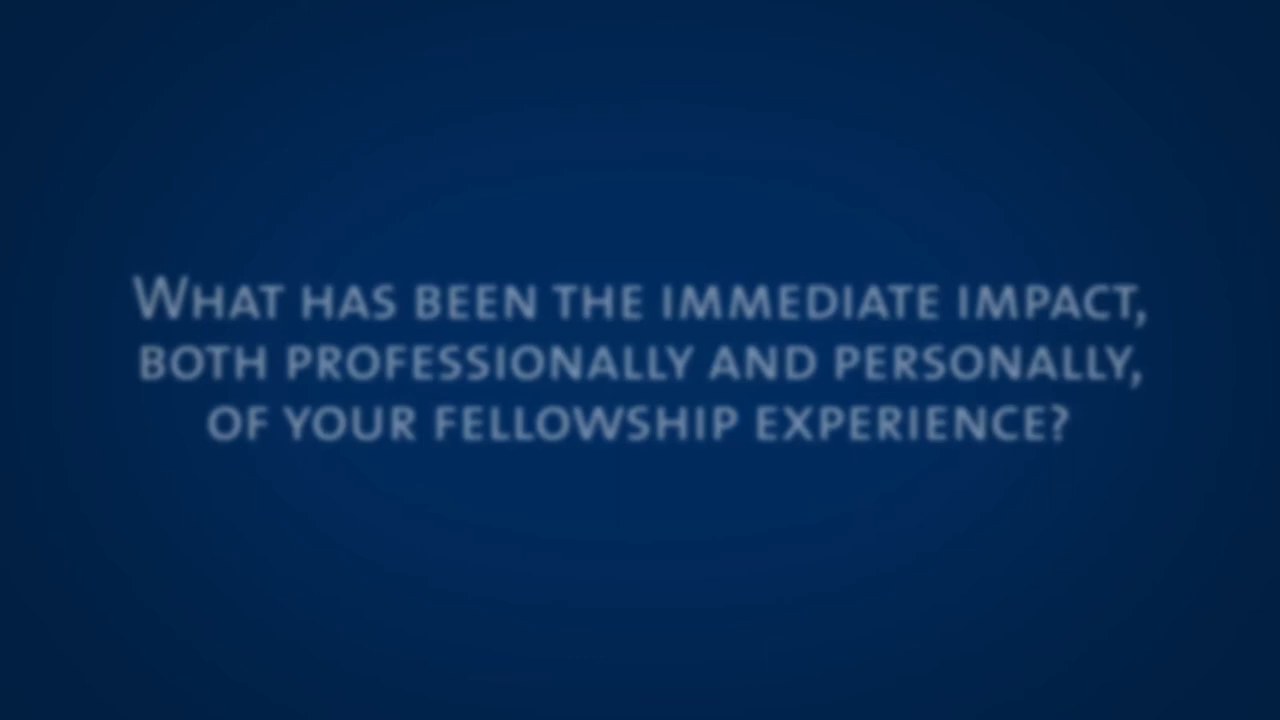 What has been the immediate impact,
both professionally and personally,
of your fellowship experience?